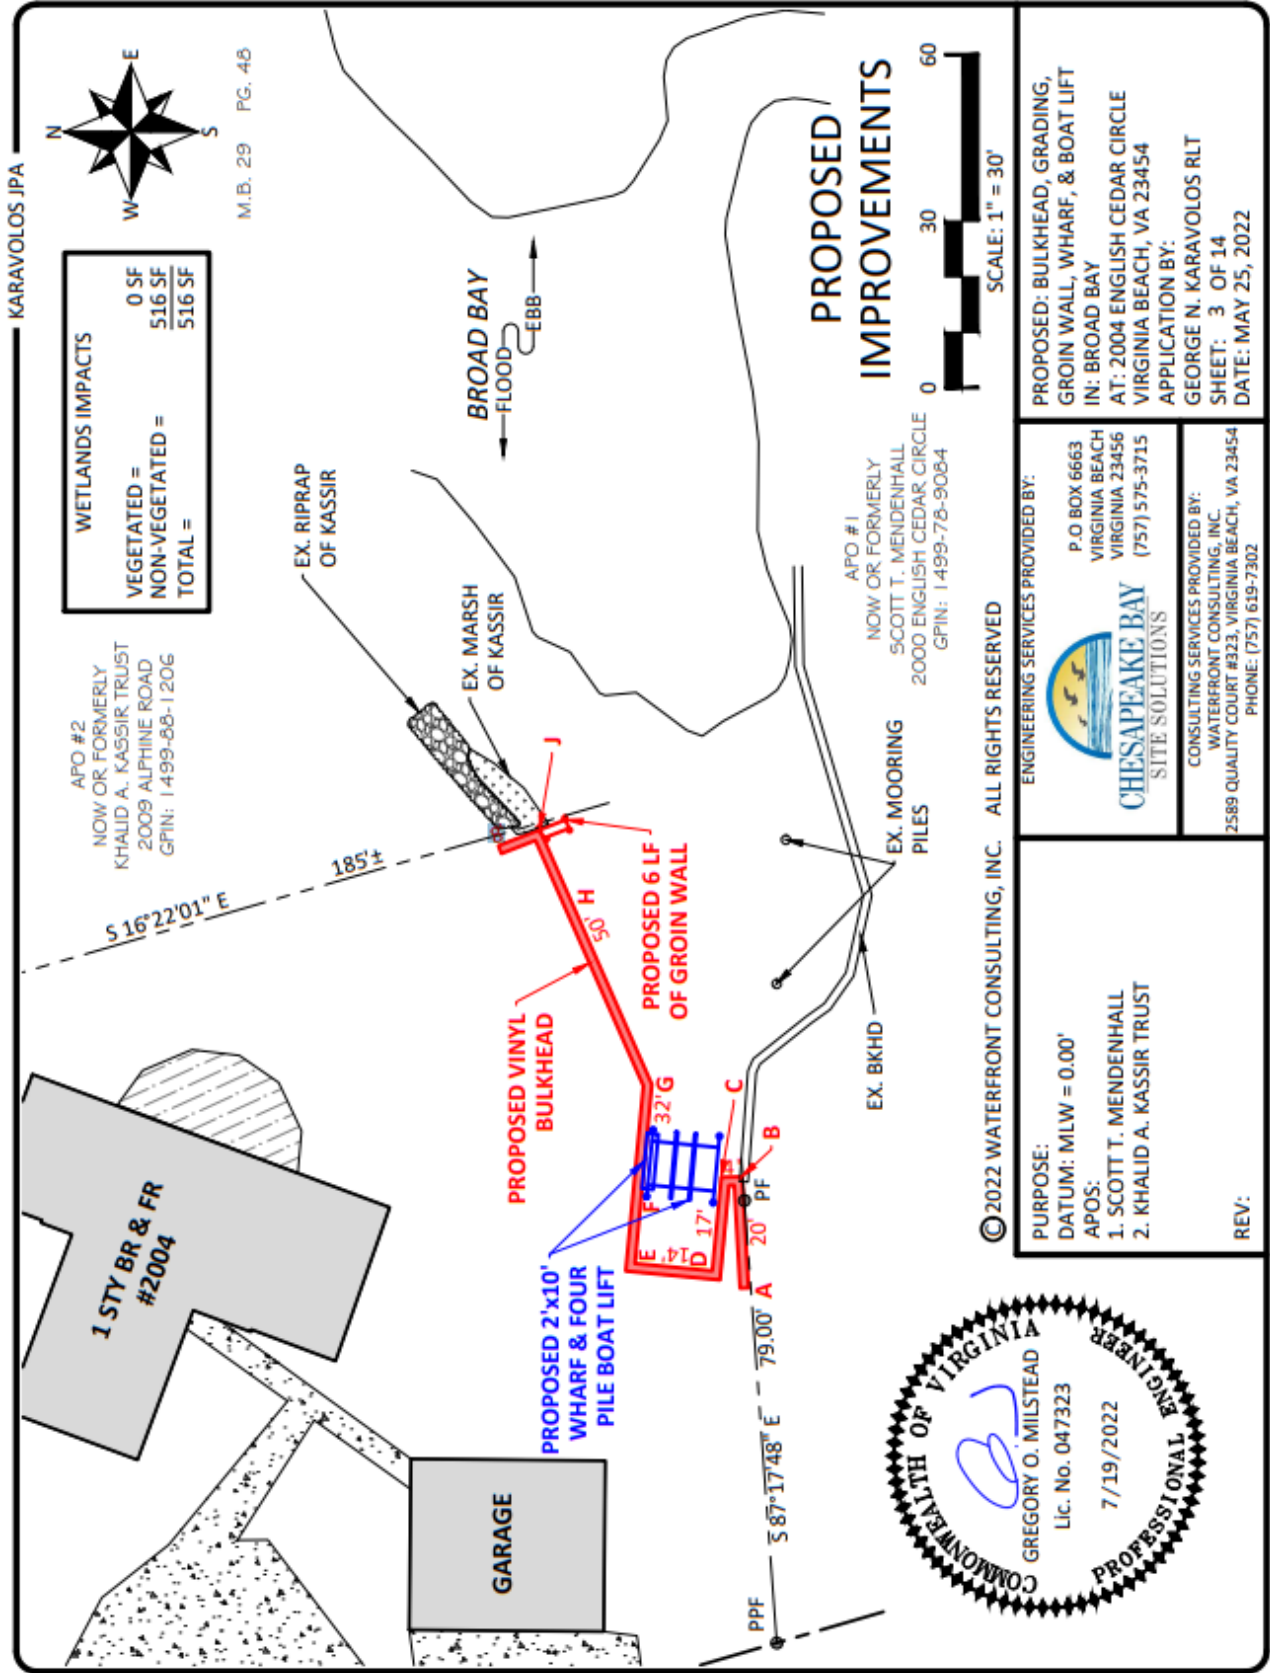 KARAVOLOS JPA
N
W
E
S
M.B. 29 PG. 48
WETLANDS IMPACTS
VEGETATED = 0 SF
NON-VEGETATED = 516 SF
TOTAL = 516 SF
APO #2
NOW OR FORMERLY
KHALID A. KASSIR TRUST
2009 ALPHINE ROAD
GPIN: 1499-88-1206
S 16°22'01" E
185'±
1 STY BR & FR
#2004
GARAGE
EX. RIPRAP
OF KASSIR
EX. MARSH
OF KASSIR
BROAD BAY
FLOOD
EBB
PROPOSED VINYL
BULKHEAD
PROPOSED 6 LF
OF GROIN WALL
PROPOSED 2'x10'
WHARF & FOUR
PILE BOAT LIFT
J
H
50'
G
32'
F
E
14'
D
17'
C
B
20'
A
PF
PPF
S 87°17'48" E
79.00'
EX. BKHD
EX. MOORING
PILES
APO #1
NOW OR FORMERLY
SCOTT T. MENDENHALL
2000 ENGLISH CEDAR CIRCLE
GPIN: 1499-78-9084
PROPOSED
IMPROVEMENTS
0 30 60
SCALE: 1" = 30'
COMMONWEALTH OF VIRGINIA
GREGORY O. MILSTEAD
Lic. No. 047323
7/19/2022
PROFESSIONAL ENGINEER
© 2022 WATERFRONT CONSULTING, INC. ALL RIGHTS RESERVED
PURPOSE:
DATUM: MLW = 0.00'
APOS:
1. SCOTT T. MENDENHALL
2. KHALID A. KASSIR TRUST
REV:
ENGINEERING SERVICES PROVIDED BY:
CHESAPEAKE BAY
SITE SOLUTIONS
P.O BOX 6663
VIRGINIA BEACH
VIRGINIA 23456
(757) 575-3715
CONSULTING SERVICES PROVIDED BY:
WATERFRONT CONSULTING, INC.
2589 QUALITY COURT #323, VIRGINIA BEACH, VA 23454
PHONE: (757) 619-7302
PROPOSED: BULKHEAD, GRADING,
GROIN WALL, WHARF, & BOAT LIFT
IN: BROAD BAY
AT: 2004 ENGLISH CEDAR CIRCLE
VIRGINIA BEACH, VA 23454
APPLICATION BY:
GEORGE N. KARAVOLOS RLT
SHEET: 3 OF 14
DATE: MAY 25, 2022